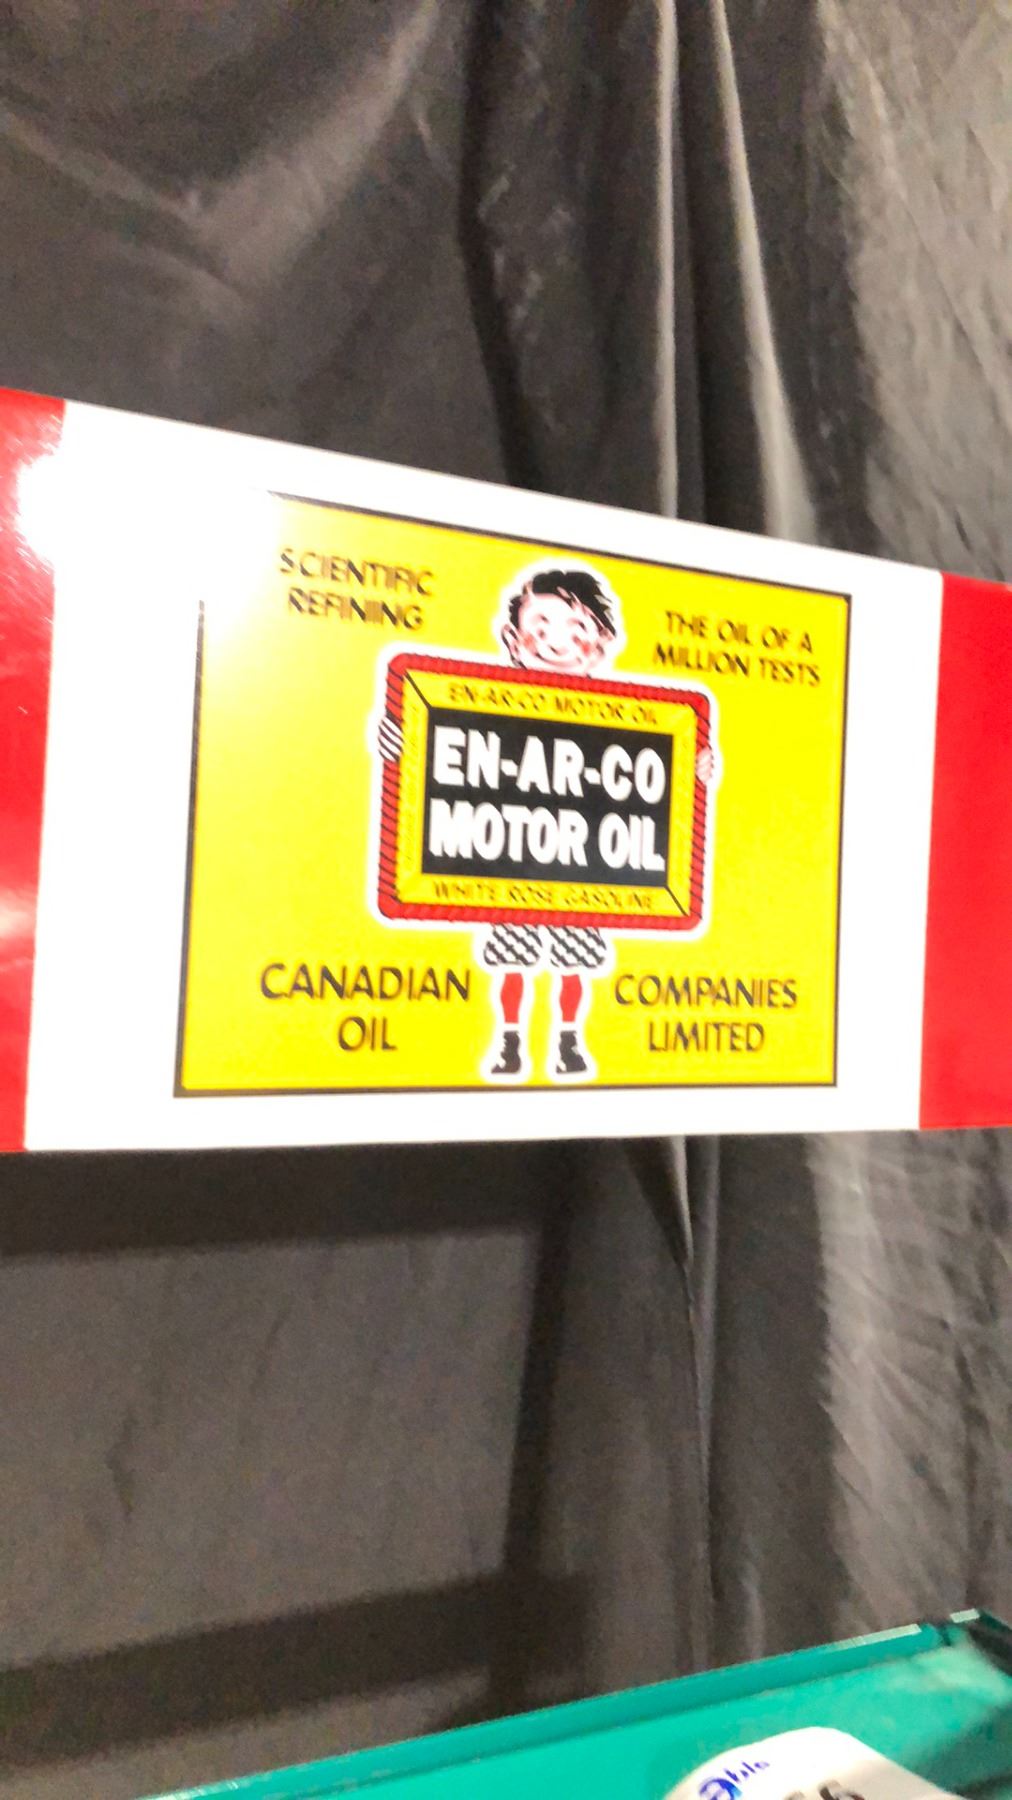 SCIENTIFIC
REFINING
THE OIL OF A
MILLION TESTS
EN-AR-CO MOTOR OIL
EN-AR-CO
MOTOR OIL
WHITE ROSE GASOLINE
CANADIAN
OIL
COMPANIES
LIMITED